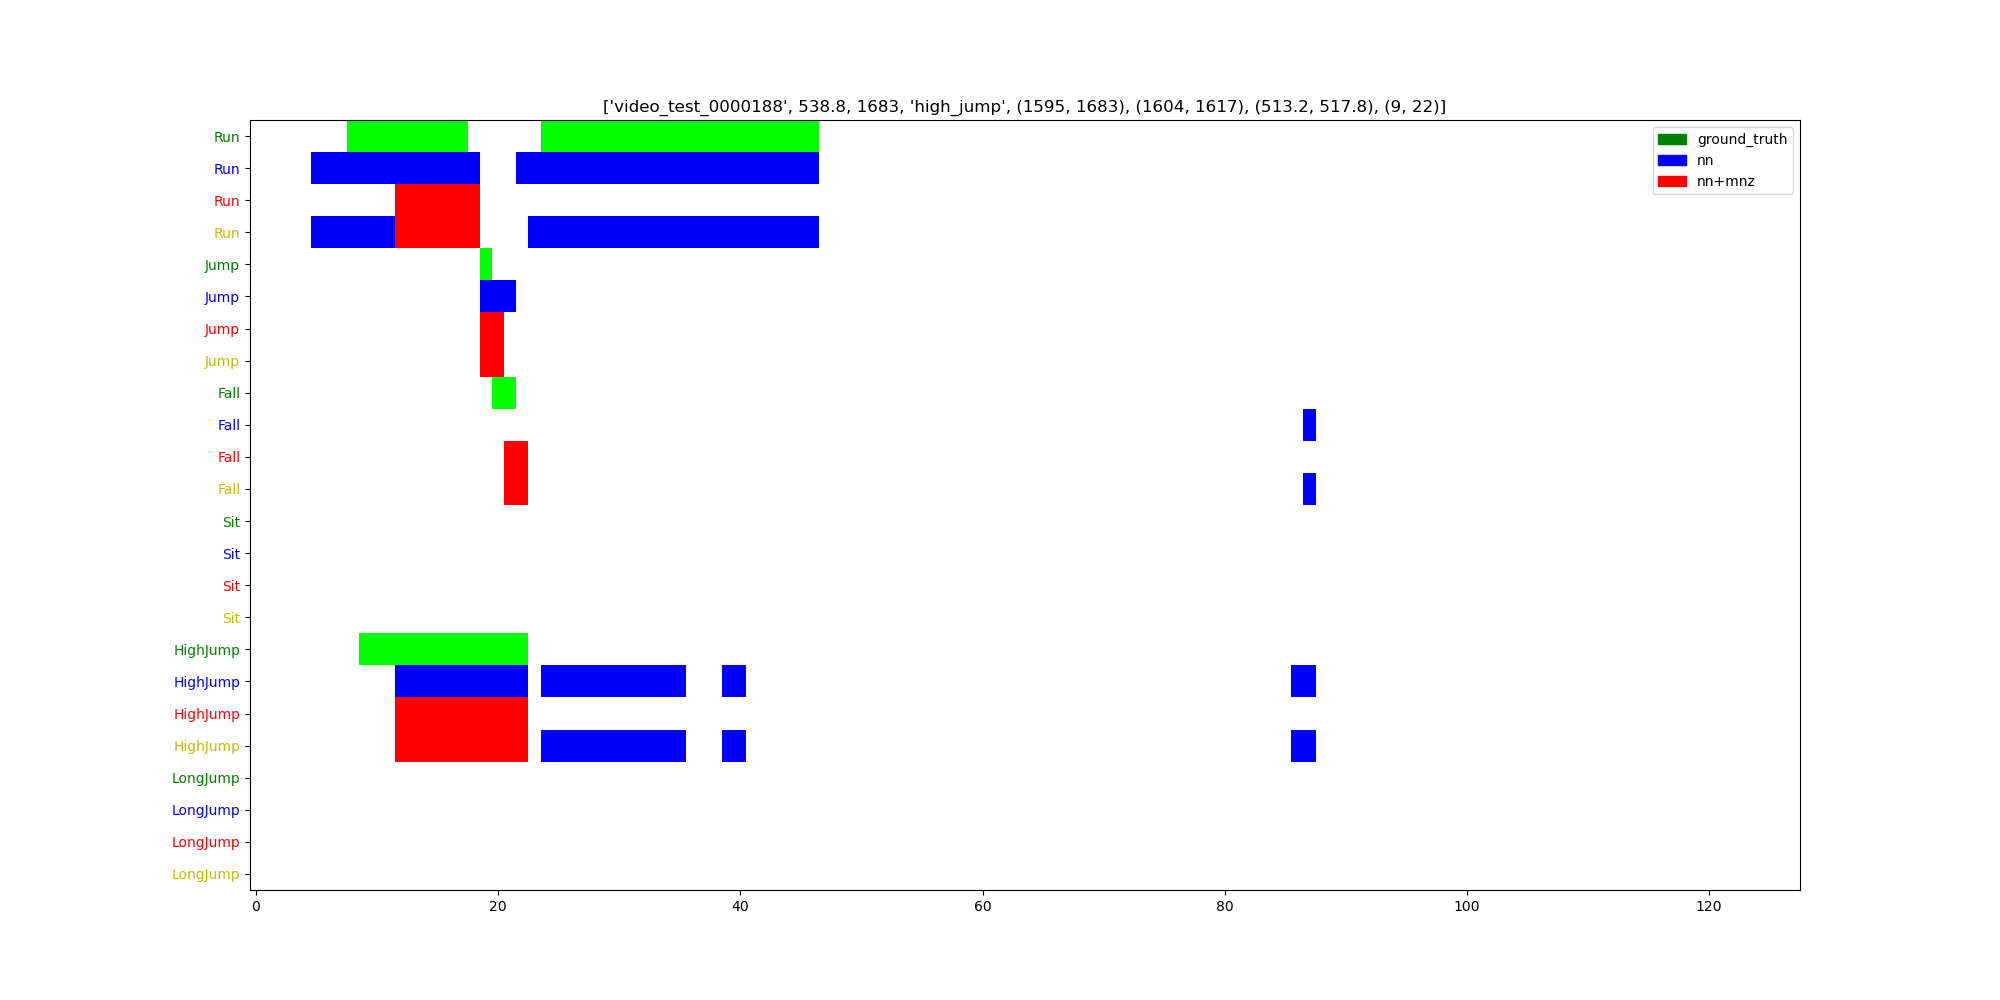 ['video_test_0000188', 538.8, 1683, 'high_jump', (1595, 1683), (1604, 1617), (513.2, 517.8), (9, 22)]
ground_truth
nn
nn+mnz
Run
Run
Run
Run
Jump
Jump
Jump
Jump
Fall
Fall
Fall
Fall
Sit
Sit
Sit
Sit
HighJump
HighJump
HighJump
HighJump
LongJump
LongJump
LongJump
LongJump
0 20 40 60 80 100 120